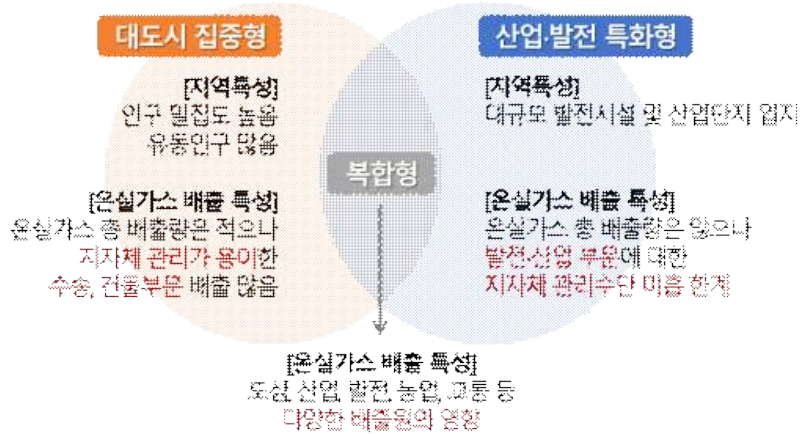 대도시 집중형
[지역특성]
인구 밀집도 높음
유동인구 많음
[온실가스 배출 특성]
온실가스 총 배출량은 적으나
지자체 관리가 용이한
수송, 건물부문 배출 많음
산업·발전 특화형
[지역특성]
대규모 발전시설 및 산업단지 입지
[온실가스 배출 특성]
온실가스 총 배출량은 많으나
발전·산업 부문에 대한
지자체 관리수단 미흡 한계
복합형
[온실가스 배출 특성]
도심, 산업, 발전, 농업, 교통 등
다양한 배출원의 영향